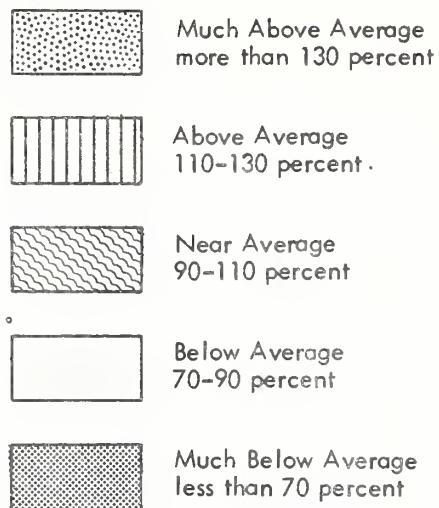 Much Above Average
more than 130 percent
Above Average
110-130 percent.
Near Average
90-110 percent
Below Average
70-90 percent
Much Below Average
less than 70 percent